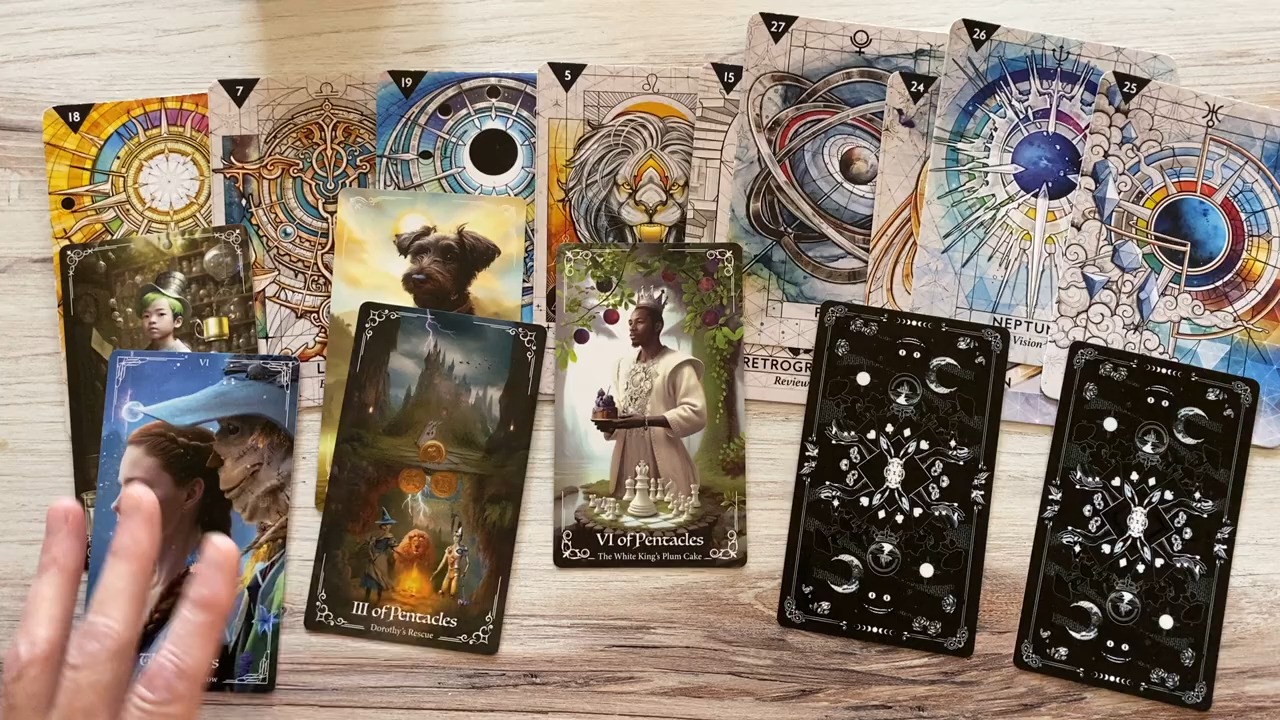 18
7
19
5
15
27
24
26
25
NEPTUN
Vision
RETROGR
Review
VI
III of Pentacles
Dorothy's Rescue
VI of Pentacles
The White King's Plum Cake